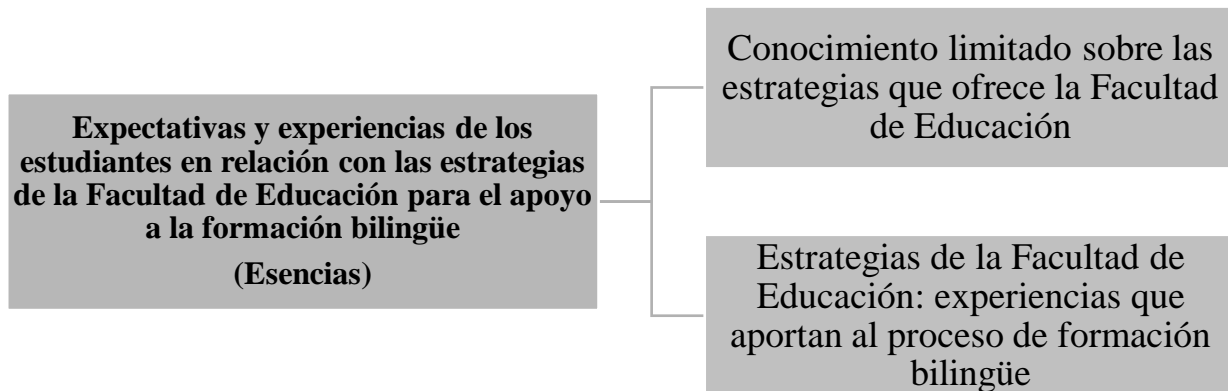 Expectativas y experiencias de los
estudiantes en relación con las estrategias
de la Facultad de Educación para el apoyo
a la formación bilingüe
(Esencias)
Conocimiento limitado sobre las
estrategias que ofrece la Facultad
de Educación
Estrategias de la Facultad de
Educación: experiencias que
aportan al proceso de formación
bilingüe